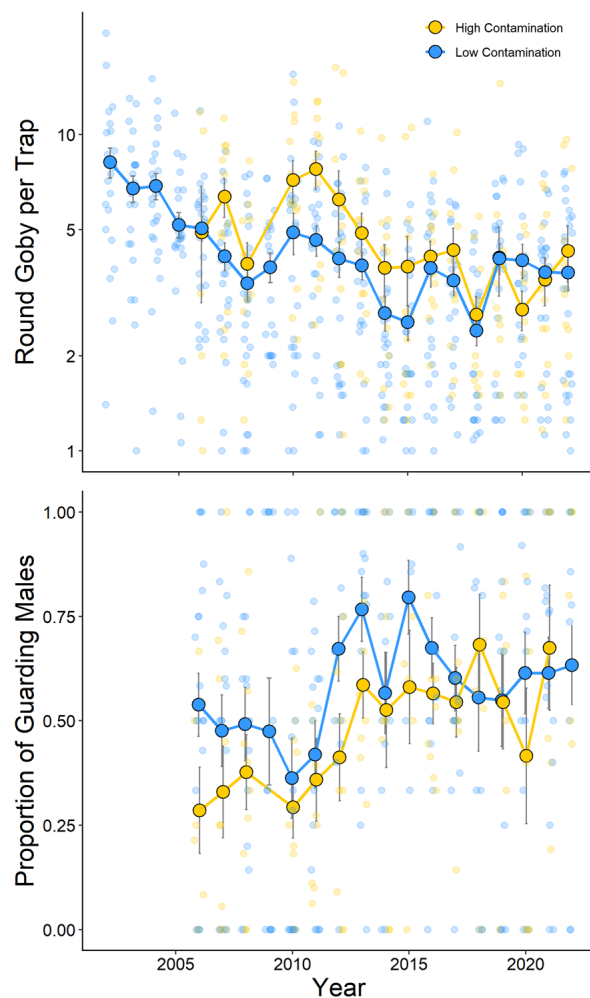 High Contamination
Low Contamination
Round Goby per Trap
10
5
2
1
Proportion of Guarding Males
1.00
0.75
0.50
0.25
0.00
2005
2010
2015
2020
Year